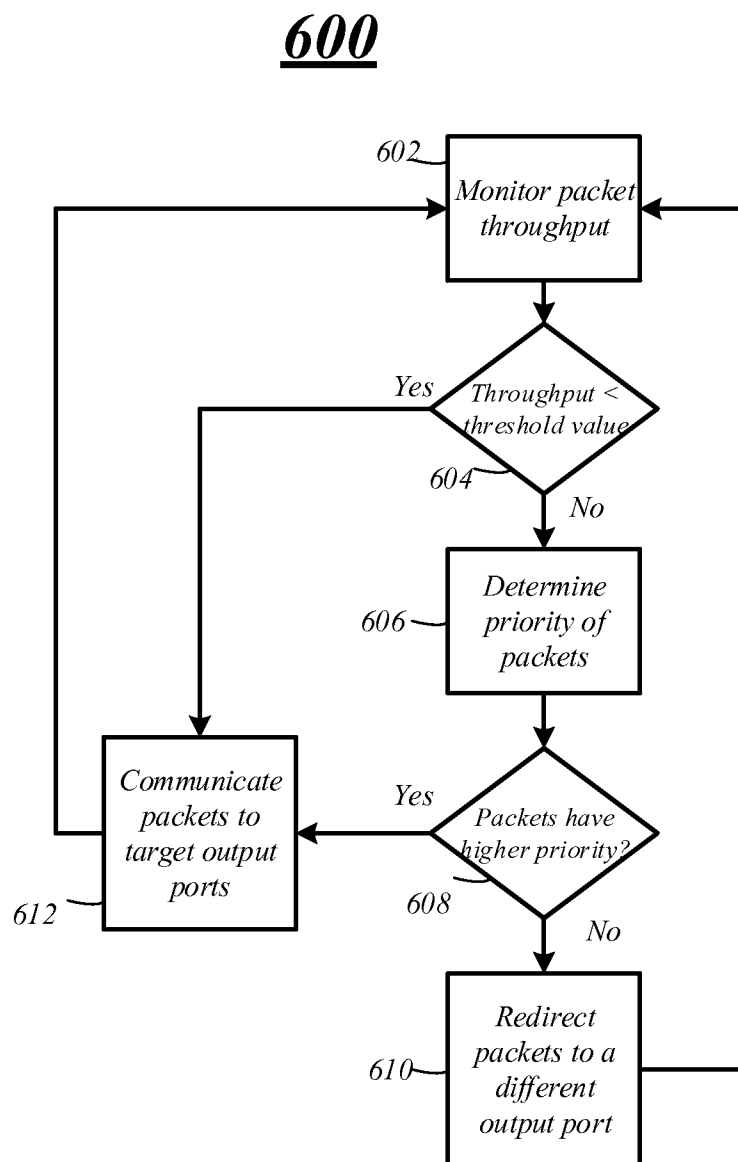 600
602
Monitor packet
throughput
Yes
Throughput <
threshold value
604
No
Determine
priority of
packets
606
Communicate
packets to
target output
ports
612
Yes
Packets have
higher priority?
608
No
Redirect
packets to a
different
output port
610